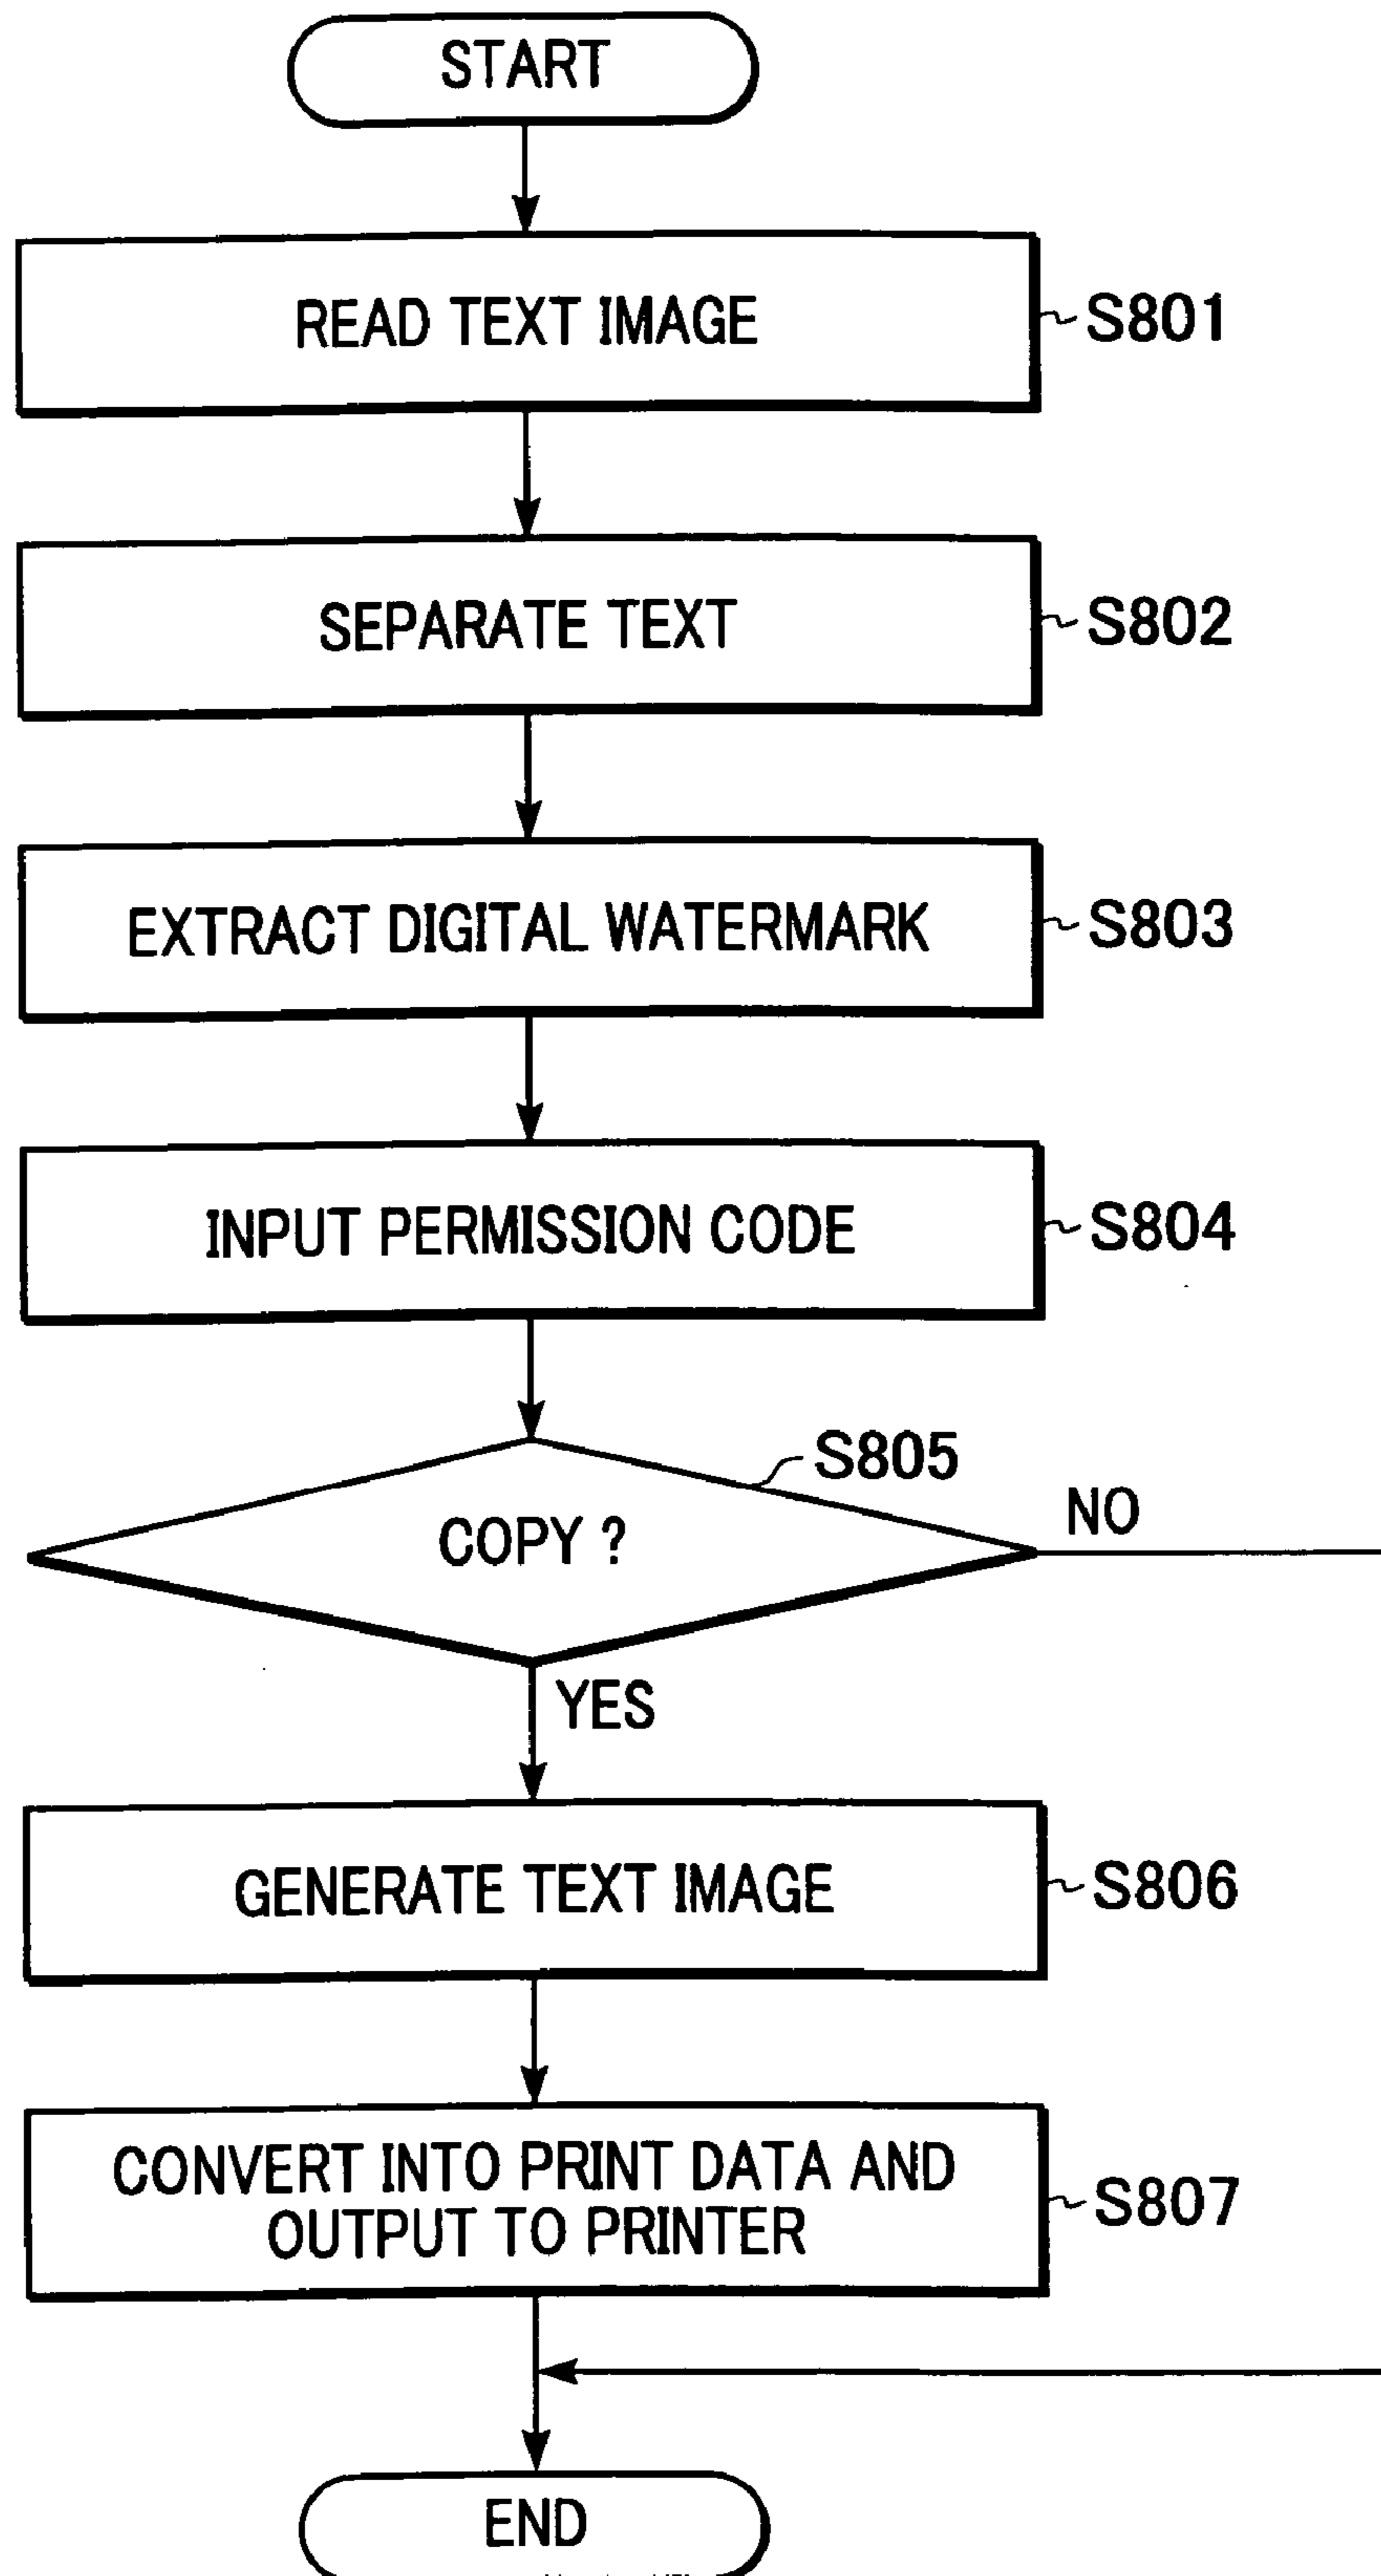 START
READ TEXT IMAGE
S801
SEPARATE TEXT
S802
EXTRACT DIGITAL WATERMARK
S803
INPUT PERMISSION CODE
S804
S805
COPY ?
NO
YES
GENERATE TEXT IMAGE
S806
CONVERT INTO PRINT DATA AND
OUTPUT TO PRINTER
S807
END